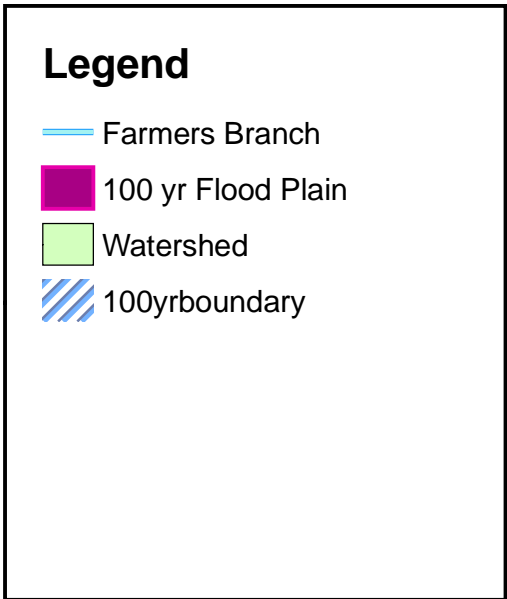 Legend
Farmers Branch
100 yr Flood Plain
Watershed
100yrboundary